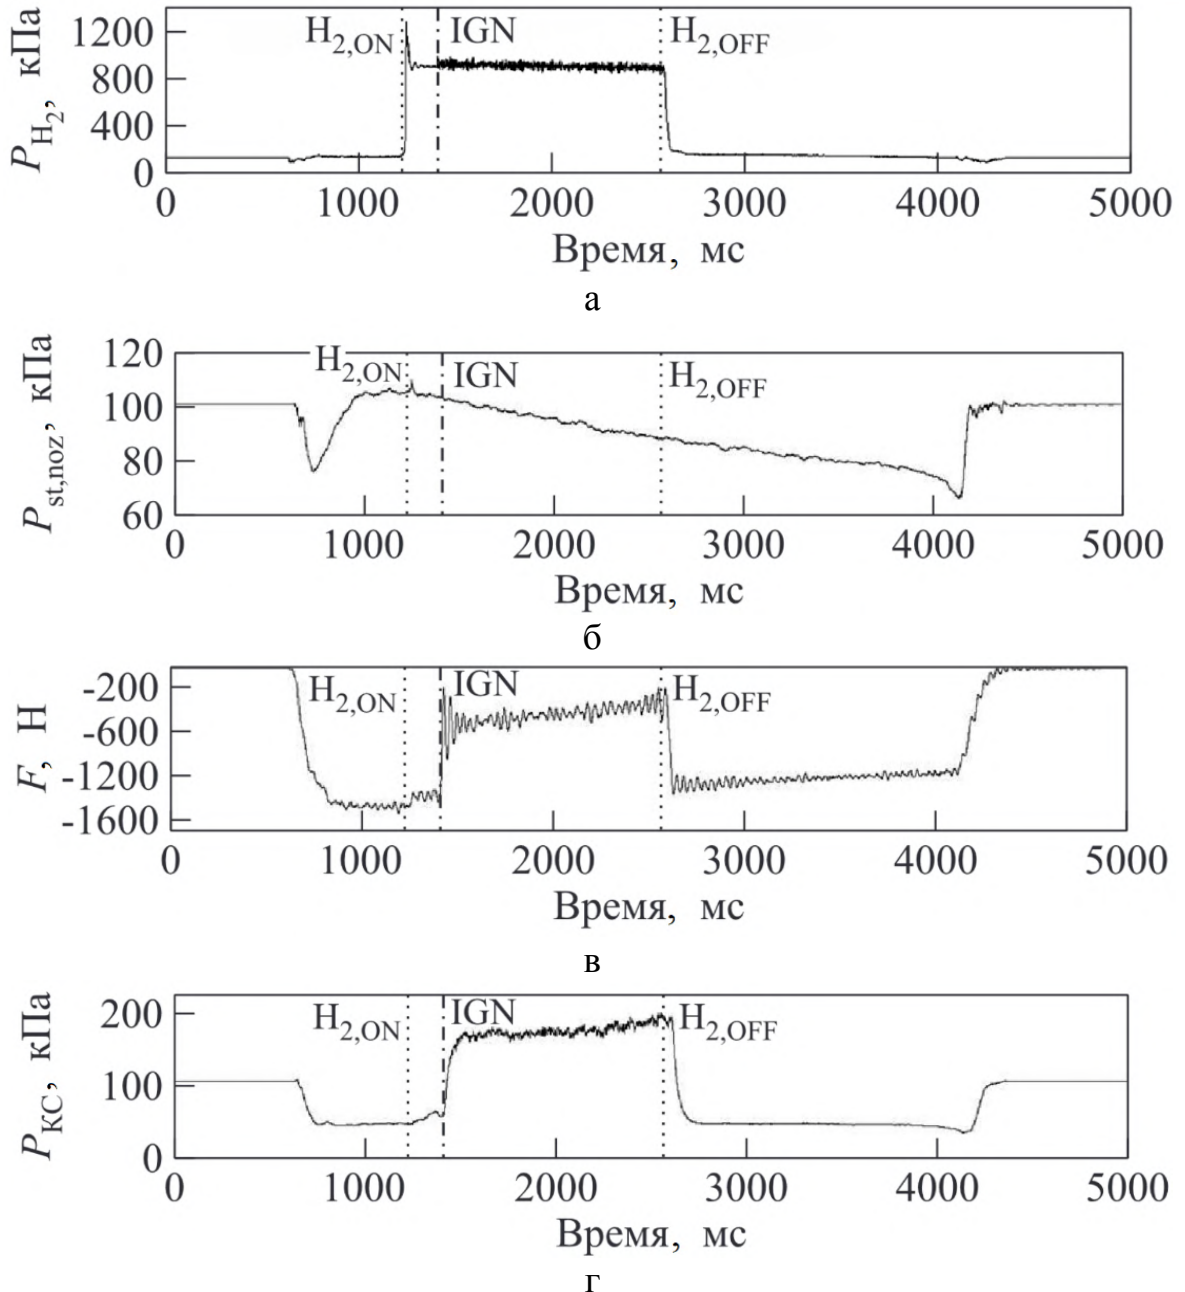 P_H₂, кПа
1200
800
400
0
H₂,ON
IGN
H₂,OFF
0 1000 2000 3000 4000 5000
Время, мс
а
P_st,noz, кПа
120
100
80
60
H₂,ON
IGN
H₂,OFF
0 1000 2000 3000 4000 5000
Время, мс
б
F, Н
-200
-600
-1200
-1600
H₂,ON
IGN
H₂,OFF
0 1000 2000 3000 4000 5000
Время, мс
в
P_КС, кПа
200
100
0
H₂,ON
IGN
H₂,OFF
0 1000 2000 3000 4000 5000
Время, мс
г